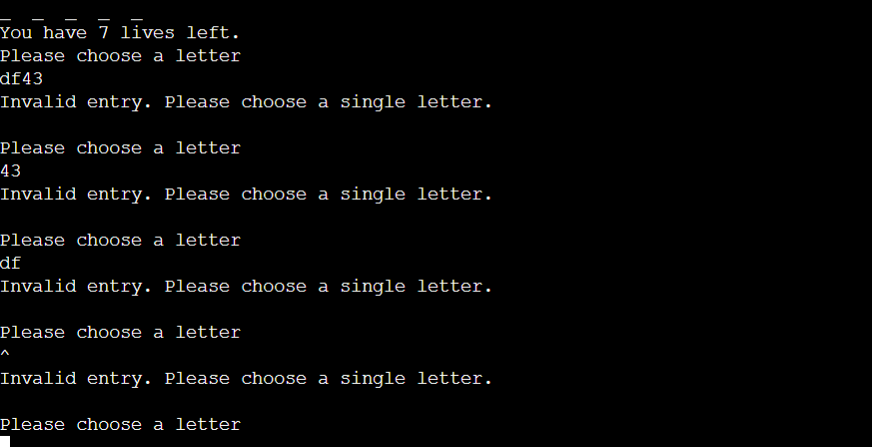 _ _ _ _ _
You have 7 lives left.
Please choose a letter
df43
Invalid entry. Please choose a single letter.
Please choose a letter
43
Invalid entry. Please choose a single letter.
Please choose a letter
df
Invalid entry. Please choose a single letter.
Please choose a letter
^
Invalid entry. Please choose a single letter.
Please choose a letter